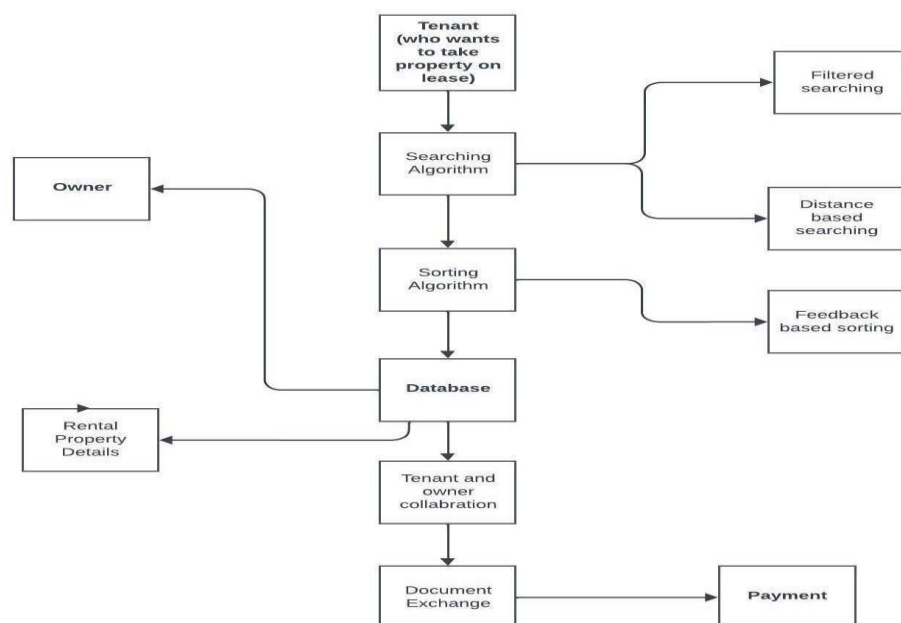 Tenant
(who wants
to take
property on
lease)
Filtered
searching
Searching
Algorithm
Owner
Distance
based
searching
Sorting
Algorithm
Feedback
based sorting
Database
Rental
Property
Details
Tenant and
owner
collabration
Document
Exchange
Payment